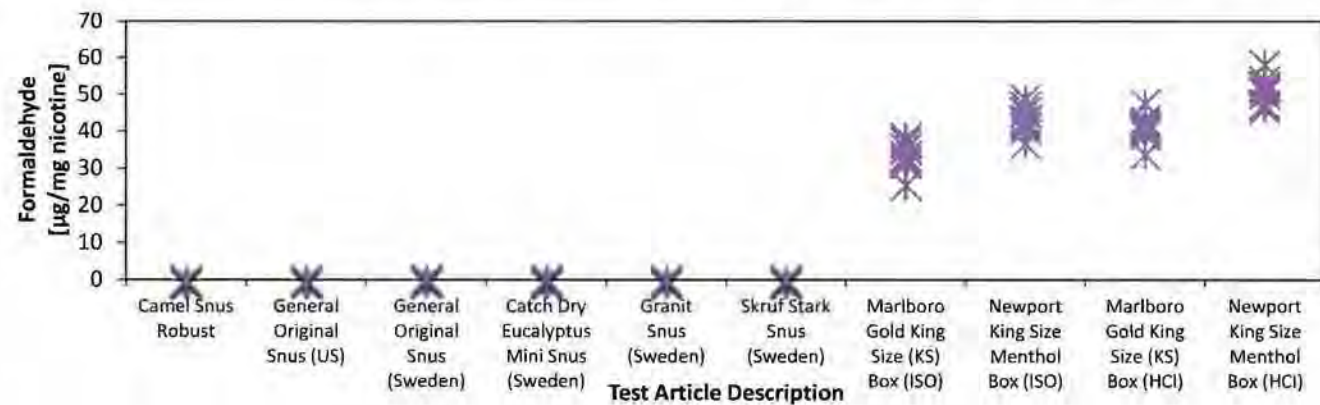 Formaldehyde
[µg/mg nicotine]
70
60
50
40
30
20
10
0
Camel Snus
Robust
General
Original
Snus (US)
General
Original
Snus
(Sweden)
Catch Dry
Eucalyptus
Mini Snus
(Sweden)
Granit
Snus
(Sweden)
Skruf Stark
Snus
(Sweden)
Marlboro
Gold King
Size (KS)
Box (ISO)
Newport
King Size
Menthol
Box (ISO)
Marlboro
Gold King
Size (KS)
Box (HCI)
Newport
King Size
Menthol
Box (HCI)
Test Article Description